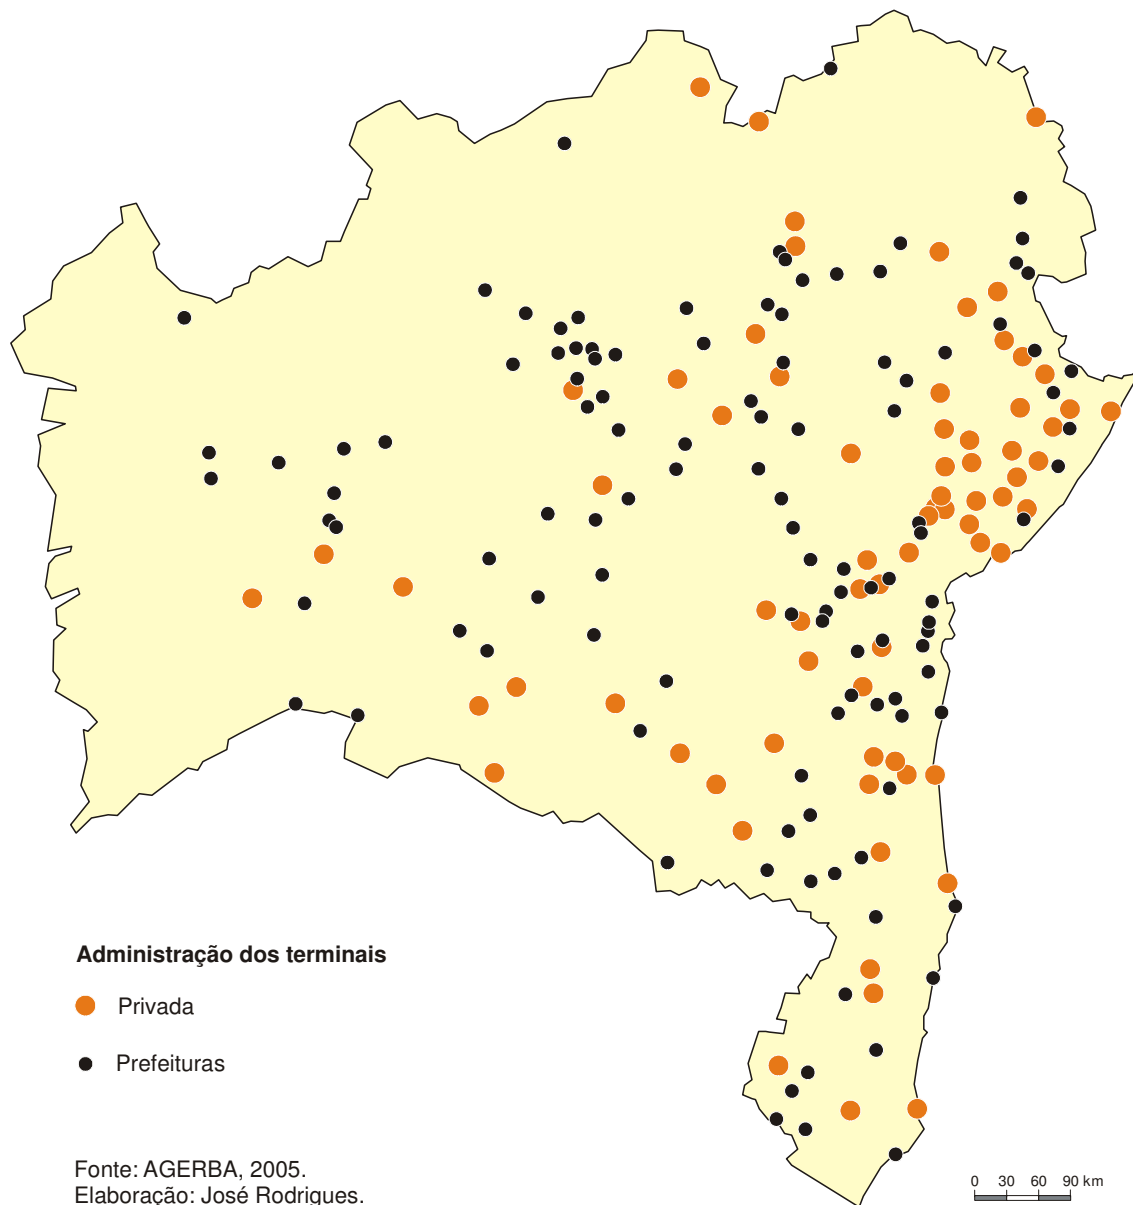 Administração dos terminais
Privada
Prefeituras
Fonte: AGERBA, 2005.
Elaboração: José Rodrigues.
0 30 60 90 km